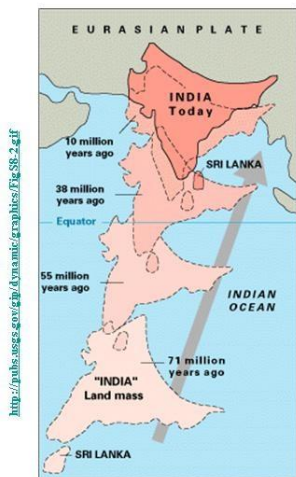 EURASIAN PLATE
INDIA
Today
10 million
years ago
SRI LANKA
38 million
years ago
Equator
55 million
years ago
INDIAN
OCEAN
71 million
years ago
"INDIA"
Land mass
SRI LANKA
http://pubs.usgs.gov/gip/dynamic/graphics/FigS8-2.gif